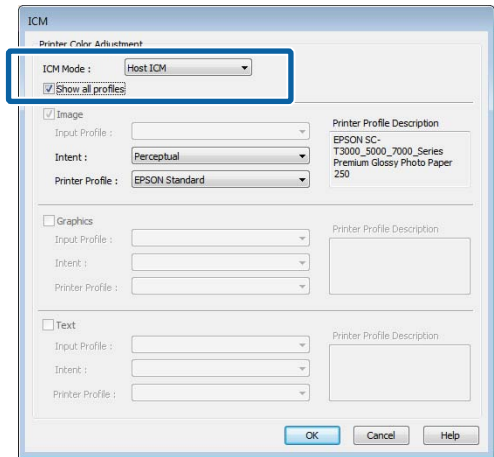 ICM
Printer Color Adjustment
ICM Mode : Host ICM
Show all profiles
Image
Input Profile :
Intent : Perceptual
Printer Profile : EPSON Standard
Printer Profile Description
EPSON SC-
T3000_5000_7000_Series
Premium Glossy Photo Paper
250
Graphics
Input Profile :
Intent :
Printer Profile :
Printer Profile Description
Text
Input Profile :
Intent :
Printer Profile :
Printer Profile Description
OK Cancel Help